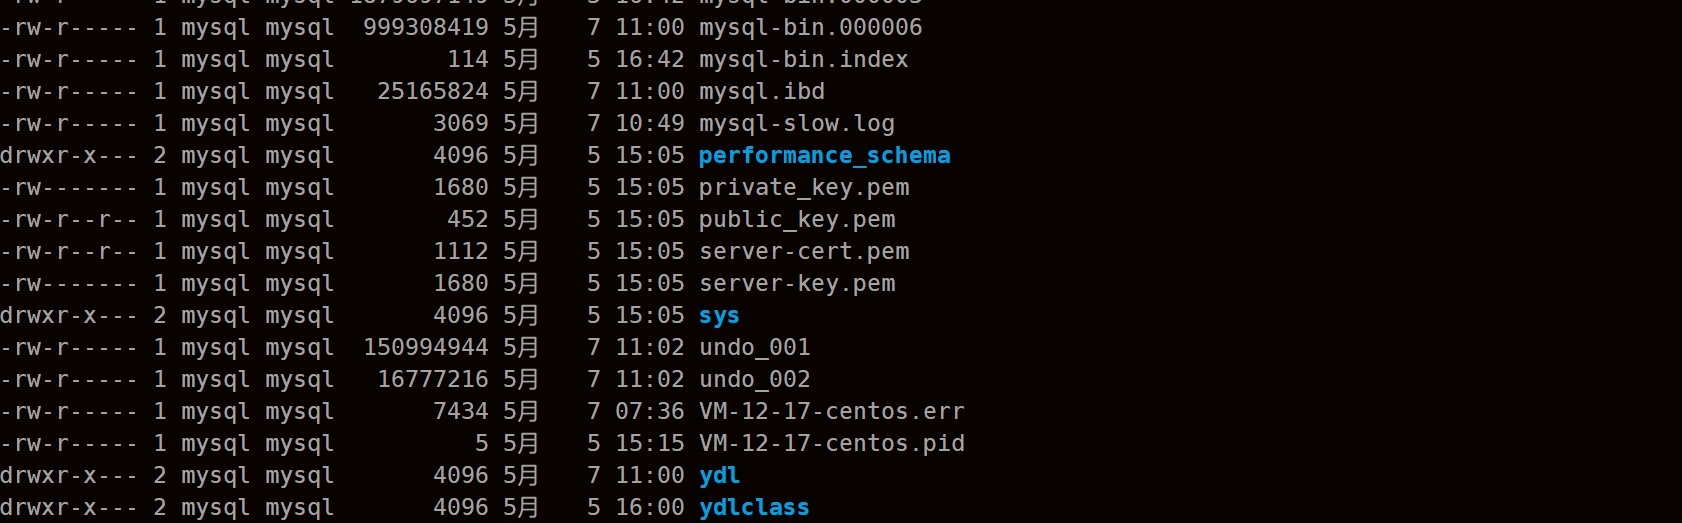 -rw-r----- 1 mysql mysql  999308419 5月   7 11:00 mysql-bin.000006
-rw-r----- 1 mysql mysql        114 5月   5 16:42 mysql-bin.index
-rw-r----- 1 mysql mysql   25165824 5月   7 11:00 mysql.ibd
-rw-r----- 1 mysql mysql       3069 5月   7 10:49 mysql-slow.log
drwxr-x--- 2 mysql mysql       4096 5月   5 15:05 performance_schema
-rw------- 1 mysql mysql       1680 5月   5 15:05 private_key.pem
-rw-r--r-- 1 mysql mysql        452 5月   5 15:05 public_key.pem
-rw-r--r-- 1 mysql mysql       1112 5月   5 15:05 server-cert.pem
-rw------- 1 mysql mysql       1680 5月   5 15:05 server-key.pem
drwxr-x--- 2 mysql mysql       4096 5月   5 15:05 sys
-rw-r----- 1 mysql mysql  150994944 5月   7 11:02 undo_001
-rw-r----- 1 mysql mysql   16777216 5月   7 11:02 undo_002
-rw-r----- 1 mysql mysql       7434 5月   7 07:36 VM-12-17-centos.err
-rw-r----- 1 mysql mysql          5 5月   5 15:15 VM-12-17-centos.pid
drwxr-x--- 2 mysql mysql       4096 5月   7 11:00 ydl
drwxr-x--- 2 mysql mysql       4096 5月   5 16:00 ydlclass